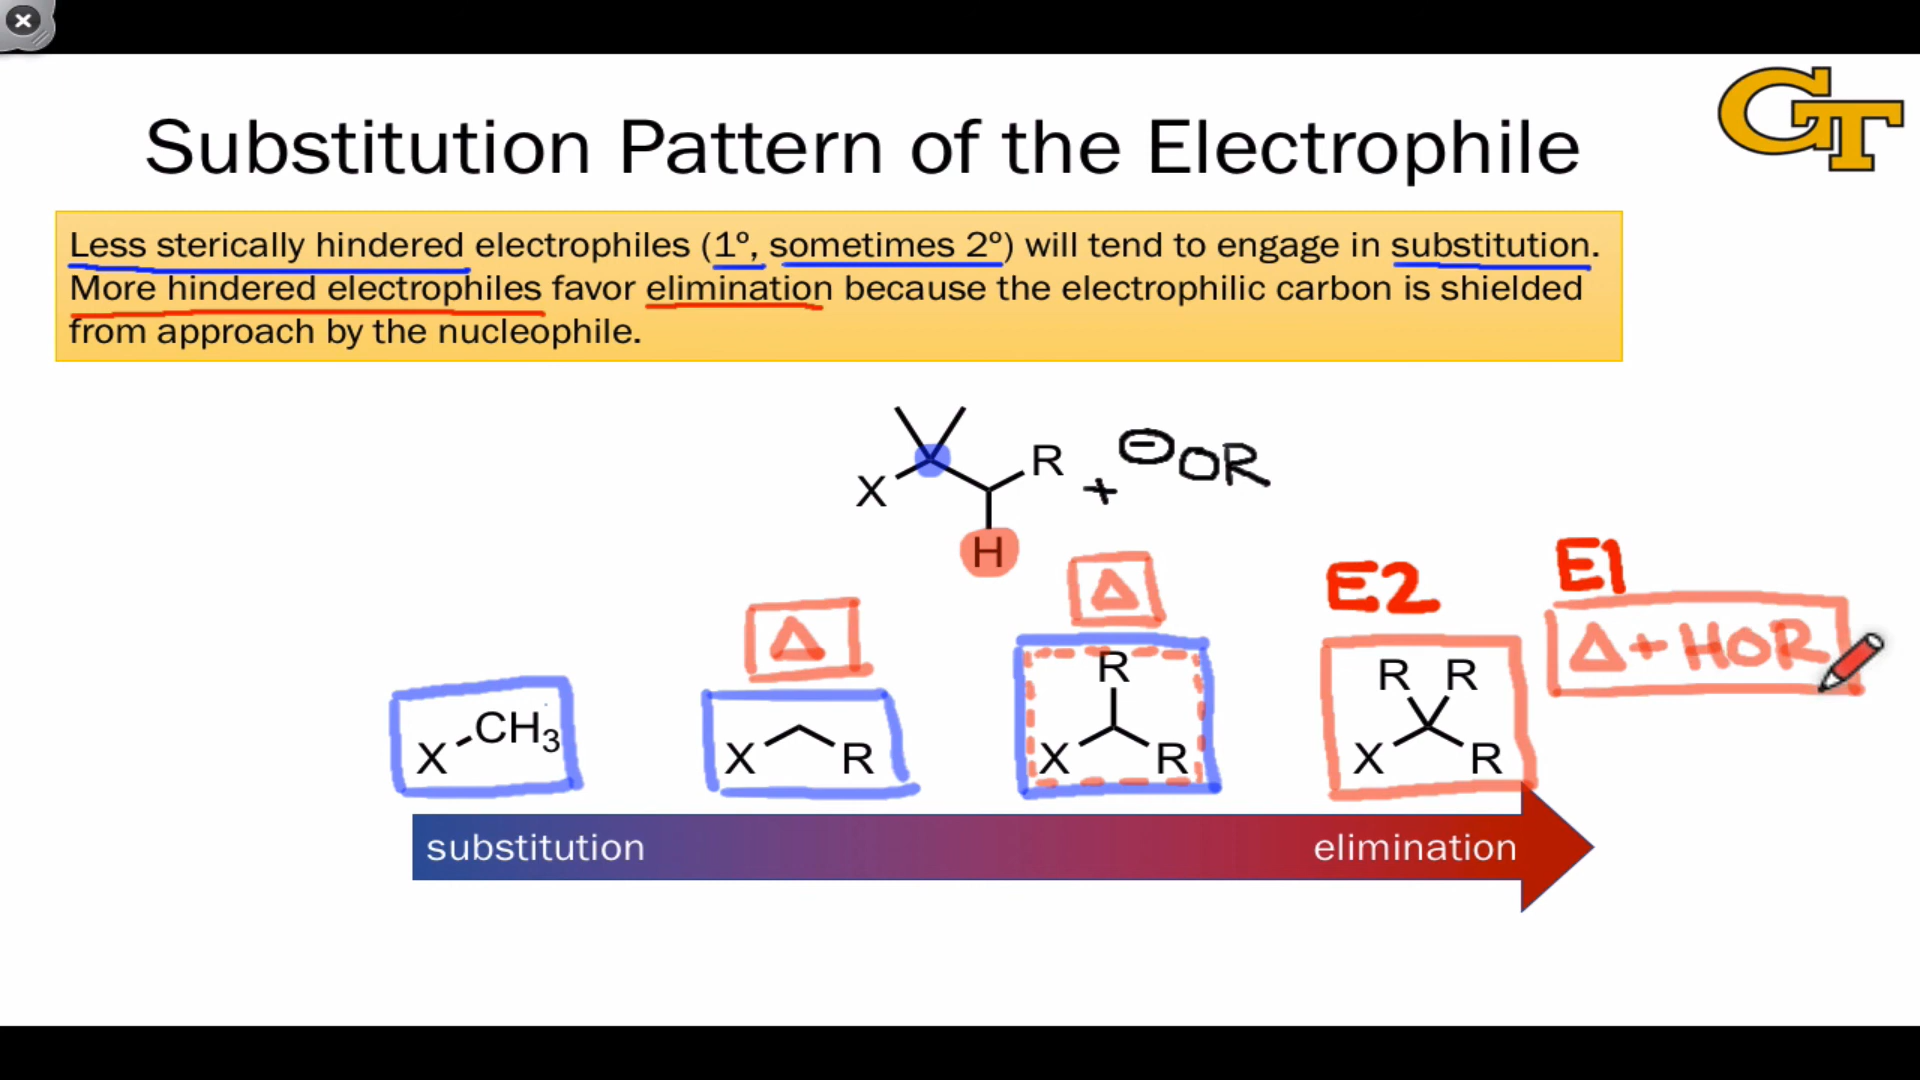 GT
Substitution Pattern of the Electrophile
Less sterically hindered electrophiles (1º, sometimes 2º) will tend to engage in substitution.
More hindered electrophiles favor elimination because the electrophilic carbon is shielded
from approach by the nucleophile.
X R + ⊖OR
H
E2 E1
Δ Δ Δ + HOR
X CH₃ X R X R R X R R R
substitution elimination